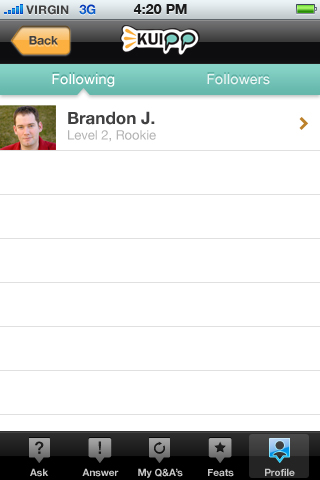 VIRGIN 3G 4:20 PM
Back KUIPP
Following Followers
Brandon J.
Level 2, Rookie
? !
Ask Answer My Q&A's Feats Profile